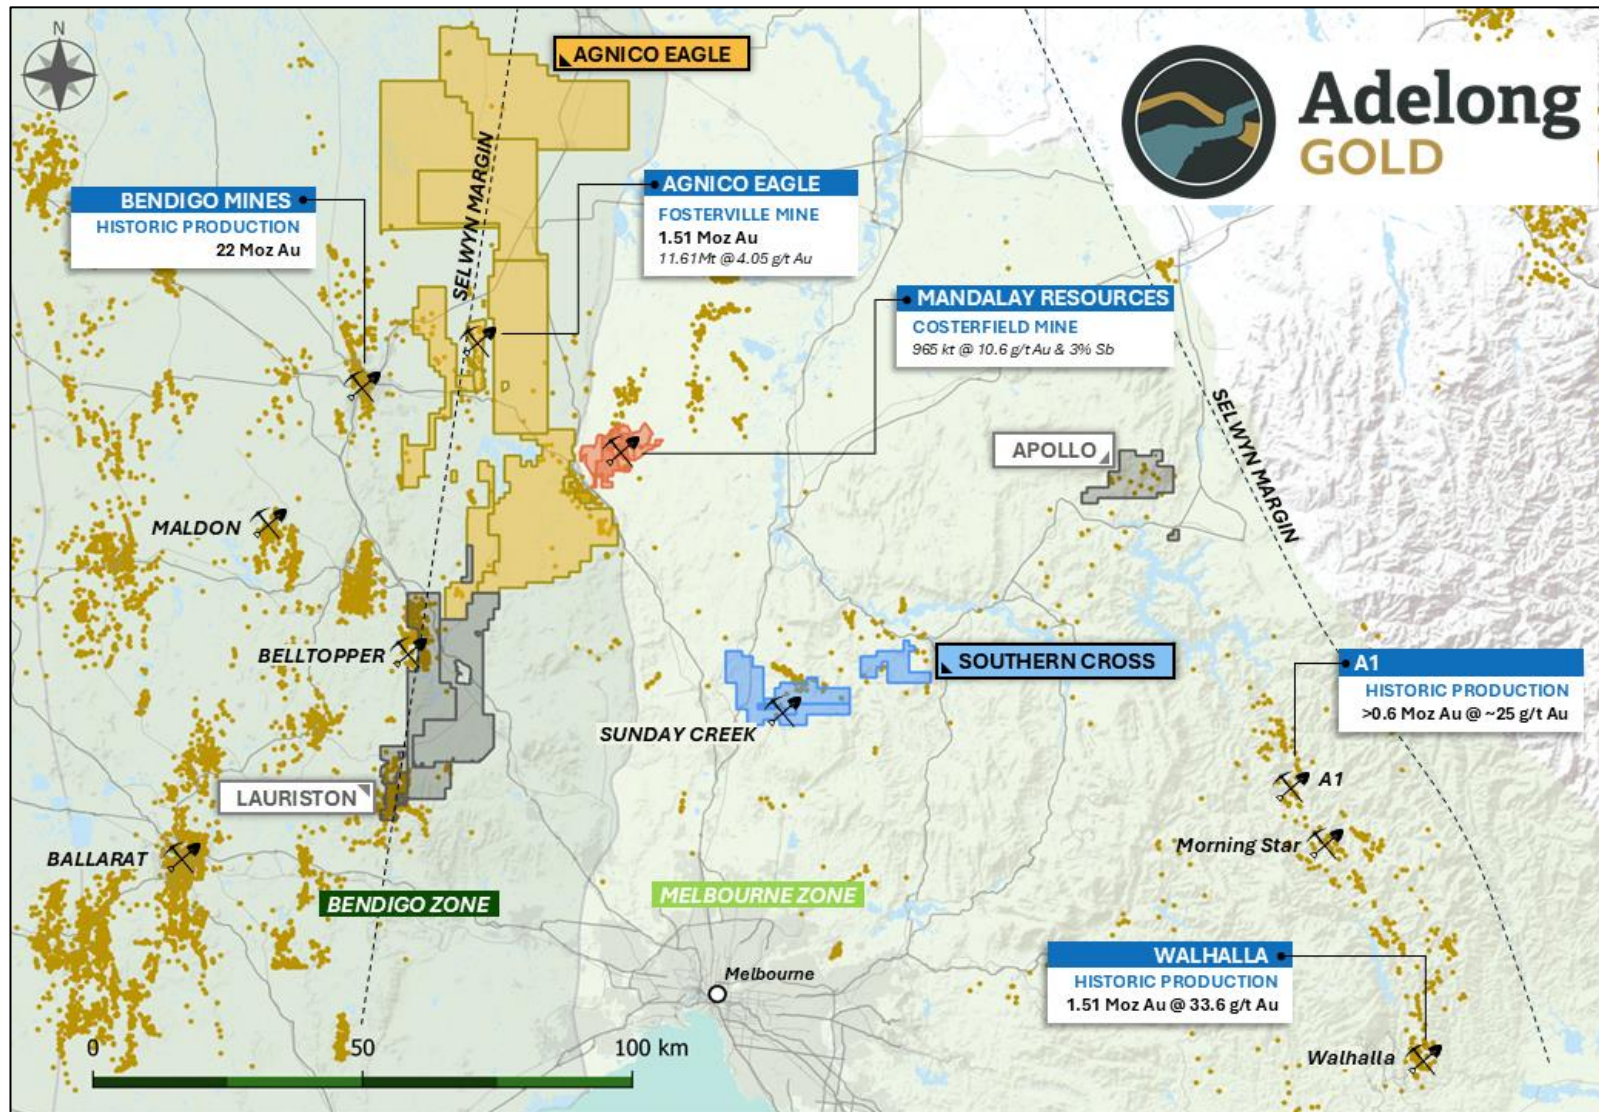 N
AGNICO EAGLE
Adelong
GOLD
SELWYN MARGIN
BENDIGO MINES
HISTORIC PRODUCTION
22 Moz Au
AGNICO EAGLE
FOSTERVILLE MINE
1.51 Moz Au
11.61Mt @ 4.05 g/t Au
MANDALAY RESOURCES
COSTERFIELD MINE
965 kt @ 10.6 g/t Au & 3% Sb
SELWYN MARGIN
APOLLO
MALDON
BELLTOPPER
SOUTHERN CROSS
SUNDAY CREEK
A1
HISTORIC PRODUCTION
>0.6 Moz Au @ ~25 g/t Au
LAURISTON
A1
Morning Star
BALLARAT
BENDIGO ZONE
MELBOURNE ZONE
Melbourne
WALHALLA
HISTORIC PRODUCTION
1.51 Moz Au @ 33.6 g/t Au
Walhalla
0 50 100 km